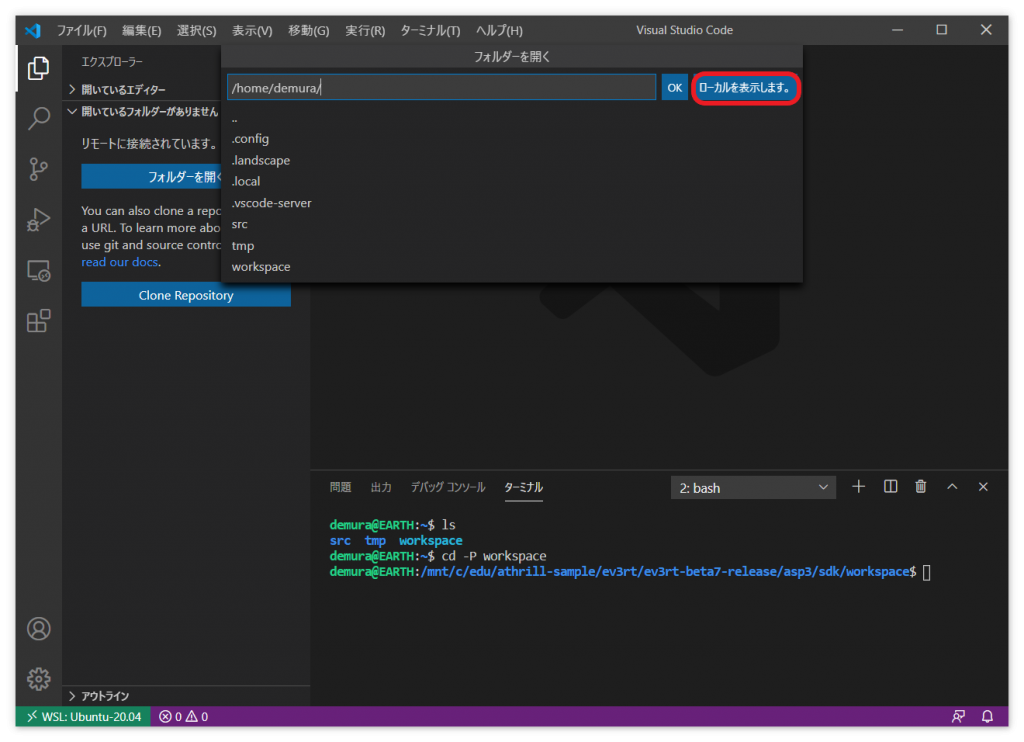 ファイル(F) 編集(E) 選択(S) 表示(V) 移動(G) 実行(R) ターミナル(T) ヘルプ(H) Visual Studio Code
フォルダーを開く
/home/demura/ OK ローカルを表示します。
..
.config
.landscape
.local
.vscode-server
src
tmp
workspace
エクスプローラー
開いているエディター
開いているフォルダーがありません
リモートに接続されています。
フォルダーを開く
You can also clone a repo
a URL. To learn more abo
use git and source contro
read our docs.
Clone Repository
問題 出力 デバッグ コンソール ターミナル 2: bash
demura@EARTH:~$ ls
src tmp workspace
demura@EARTH:~$ cd -P workspace
demura@EARTH:/mnt/c/edu/athrill-sample/ev3rt/ev3rt-beta7-release/asp3/sdk/workspace$
アウトライン
WSL: Ubuntu-20.04 0 0